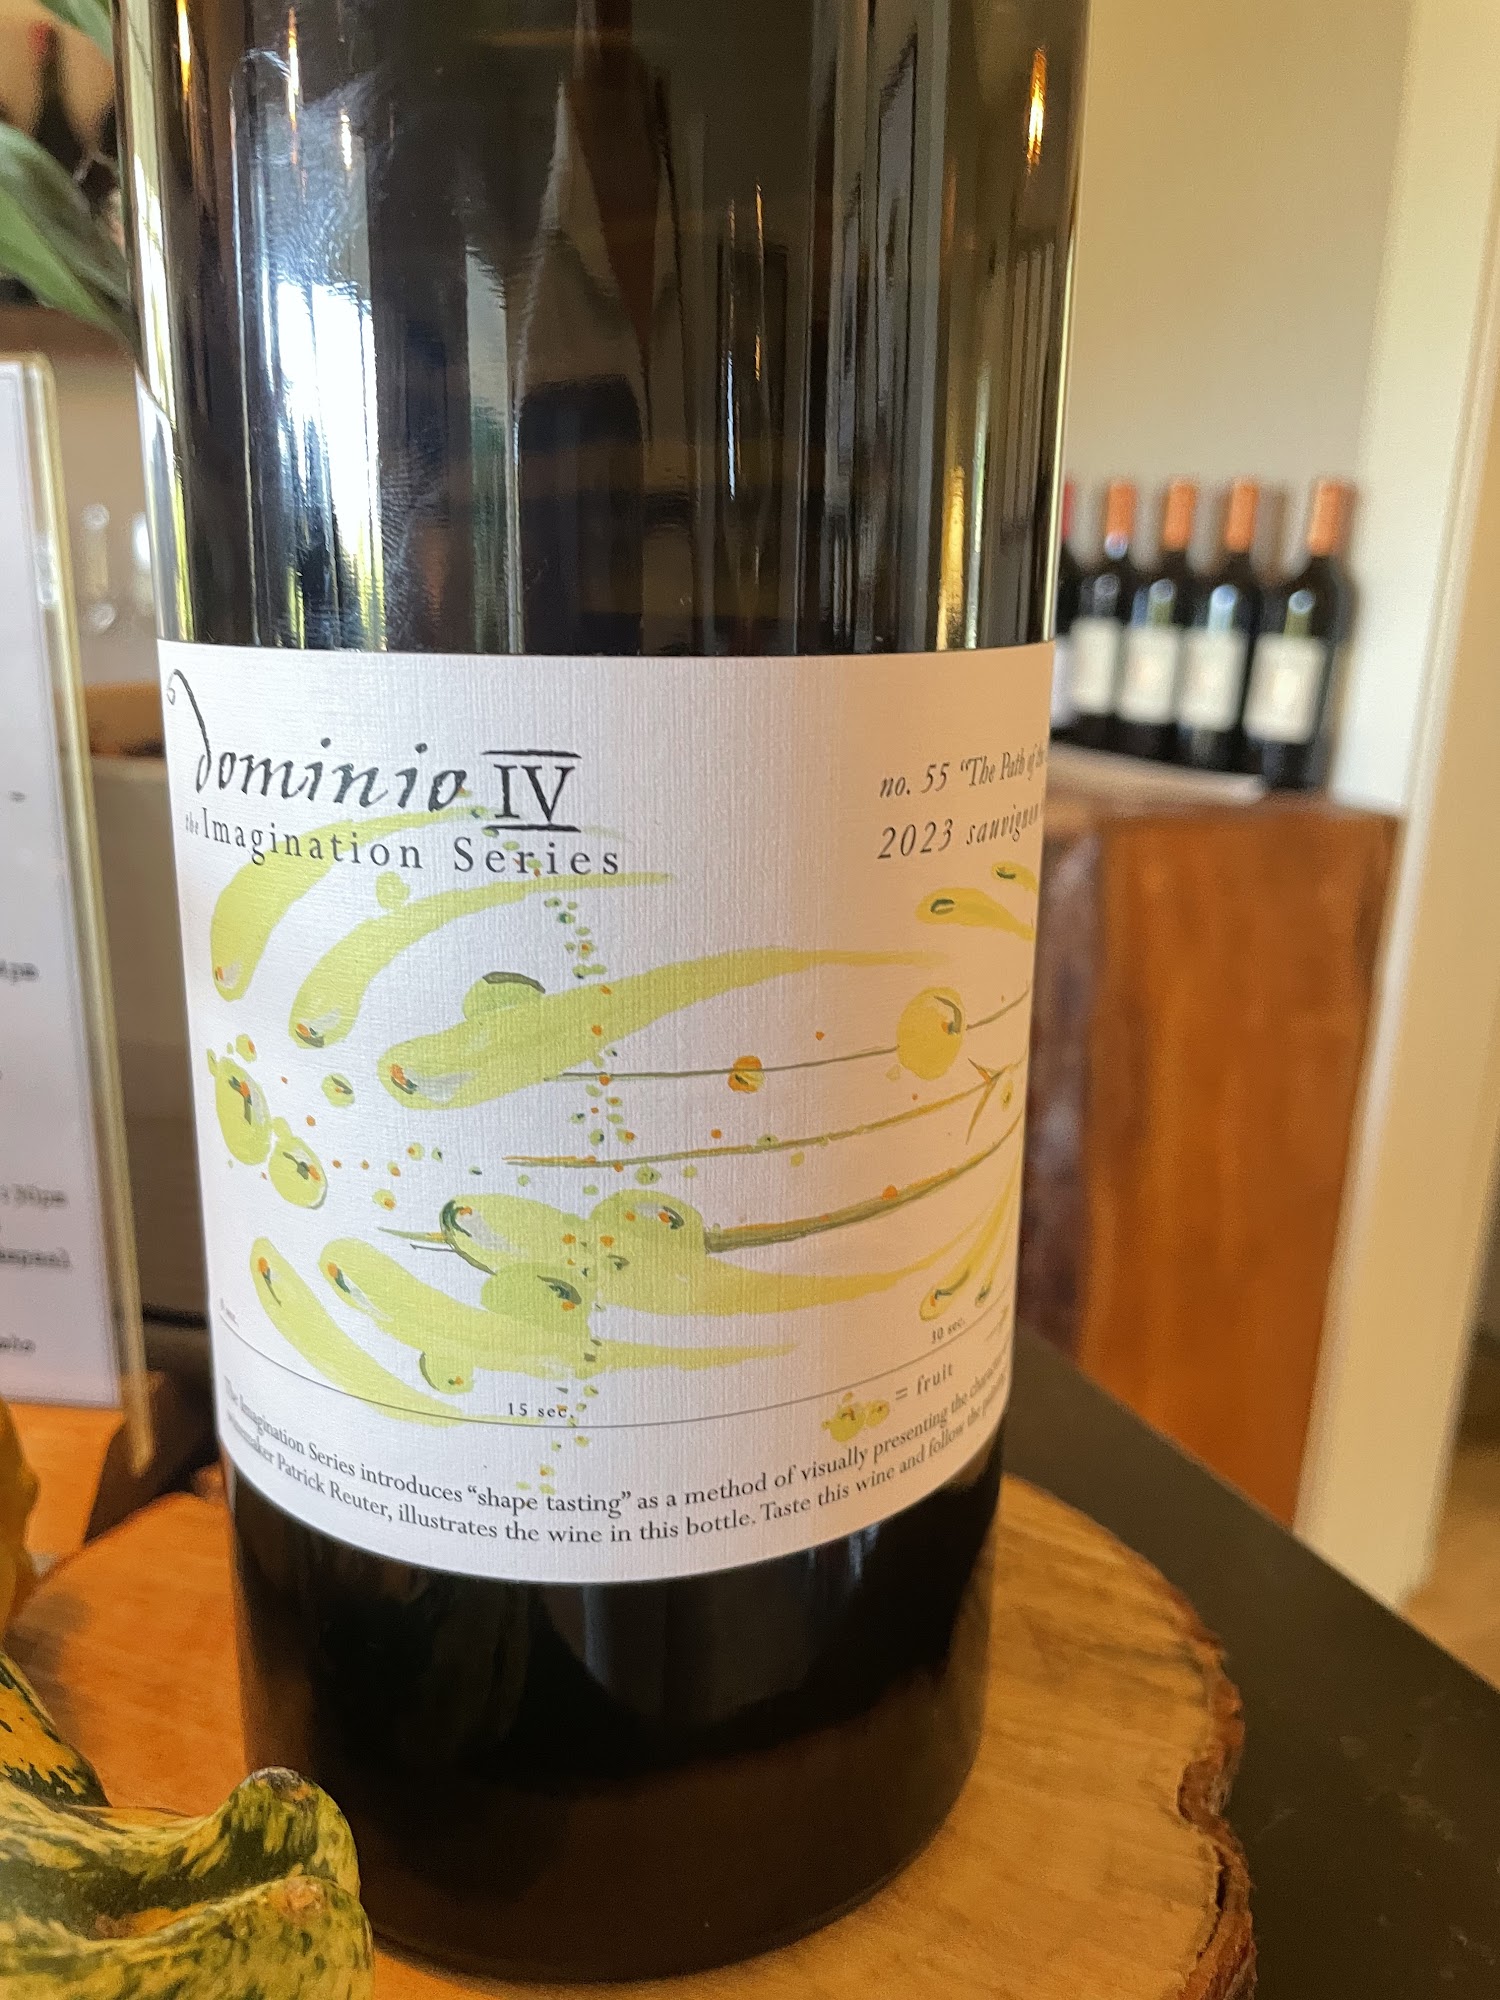 dominio IV
the Imagination Series
no. 55 "The Path of the
2023 sauvignon
15 sec.
30 sec.
= fruit
The Imagination Series introduces "shape tasting" as a method of visually presenting the
winemaker Patrick Reuter, illustrates the wine in this bottle. Taste this wine and follow the